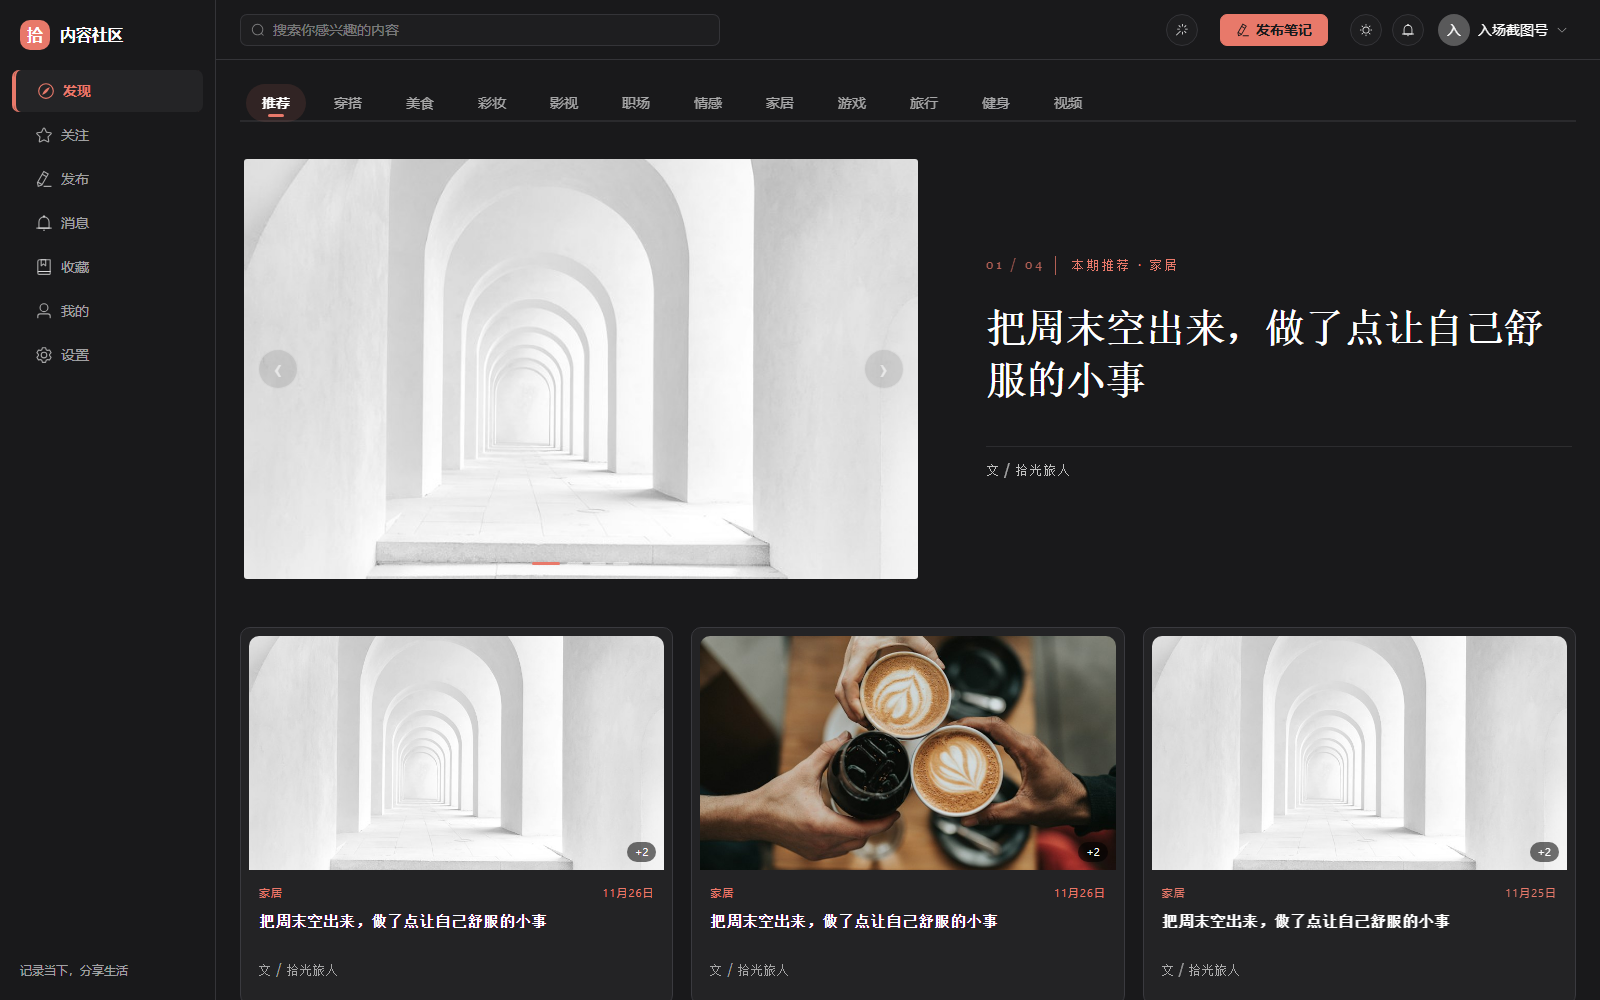 拾 内容社区
搜索你感兴趣的内容
发布笔记
入 入场截图号
发现
关注
发布
消息
收藏
我的
设置
记录当下，分享生活
推荐 穿搭 美食 彩妆 影视 职场 情感 家居 游戏 旅行 健身 视频
01 / 04 本期推荐 · 家居
把周末空出来，做了点让自己舒
服的小事
文 / 拾光旅人
+2
家居 11月26日
把周末空出来，做了点让自己舒服的小事
文 / 拾光旅人
+2
家居 11月26日
把周末空出来，做了点让自己舒服的小事
文 / 拾光旅人
+2
家居 11月25日
把周末空出来，做了点让自己舒服的小事
文 / 拾光旅人